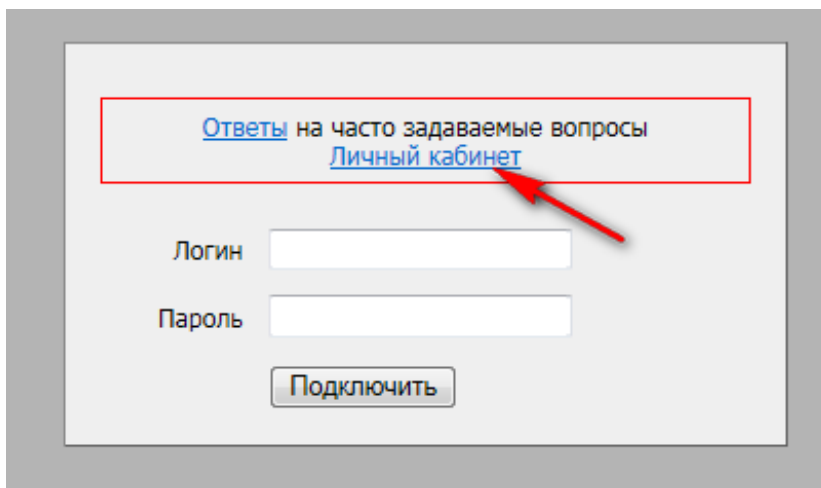 Ответы на часто задаваемые вопросы
Личный кабинет
Логин
Пароль
Подключить